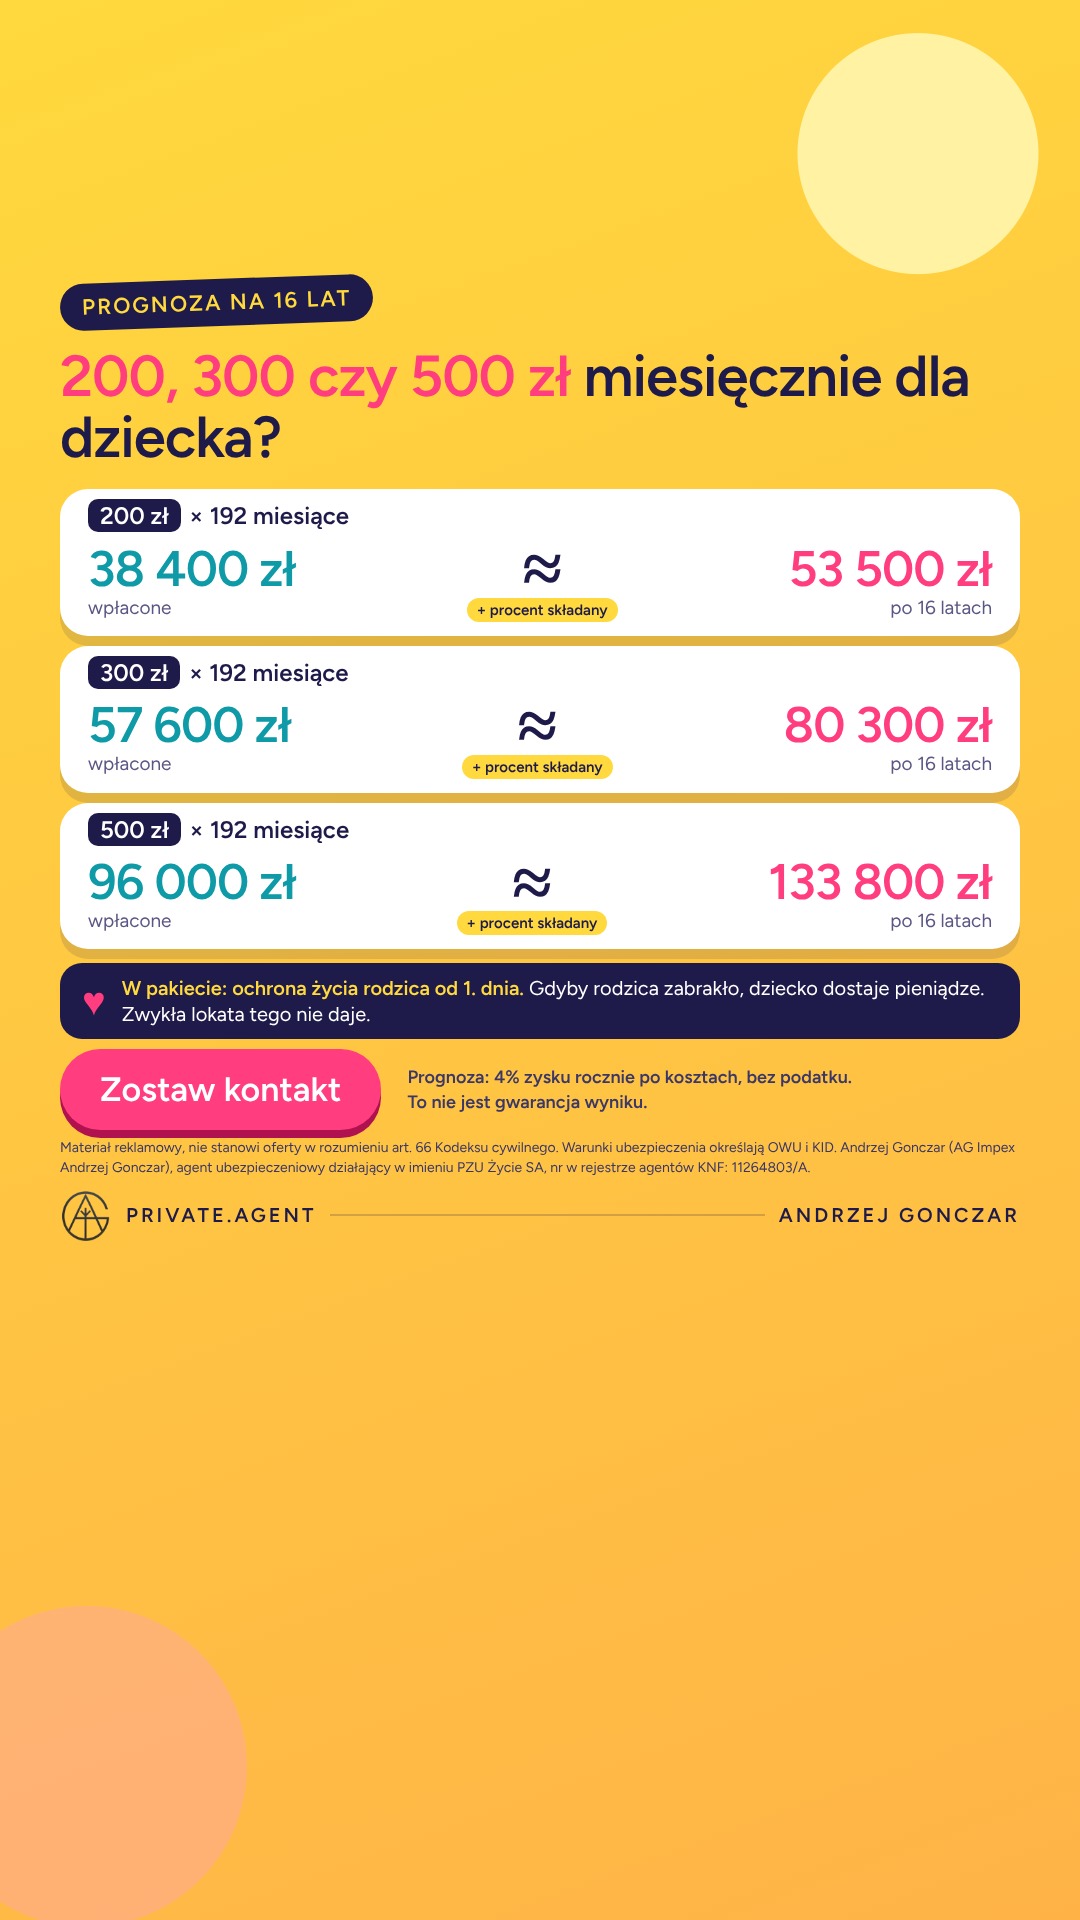 PROGNOZA NA 16 LAT
200, 300 czy 500 zł miesięcznie dla
dziecka?
200 zł × 192 miesiące
38 400 zł ≈ 53 500 zł
wpłacone + procent składany po 16 latach
300 zł × 192 miesiące
57 600 zł ≈ 80 300 zł
wpłacone + procent składany po 16 latach
500 zł × 192 miesiące
96 000 zł ≈ 133 800 zł
wpłacone + procent składany po 16 latach
♥ W pakiecie: ochrona życia rodzica od 1. dnia. Gdyby rodzica zabrakło, dziecko dostaje pieniądze.
Zwykła lokata tego nie daje.
Zostaw kontakt
Prognoza: 4% zysku rocznie po kosztach, bez podatku.
To nie jest gwarancja wyniku.
Materiał reklamowy, nie stanowi oferty w rozumieniu art. 66 Kodeksu cywilnego. Warunki ubezpieczenia określają OWU i KID. Andrzej Gonczar (AG Impex
Andrzej Gonczar), agent ubezpieczeniowy działający w imieniu PZU Życie SA, nr w rejestrze agentów KNF: 11264803/A.
PRIVATE.AGENT ANDRZEJ GONCZAR